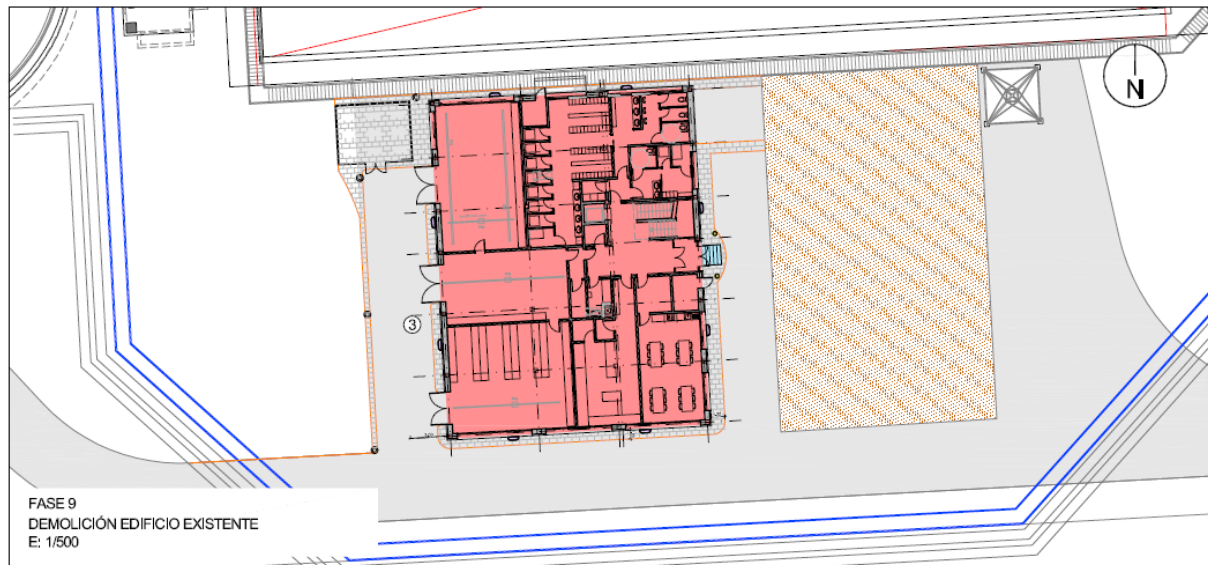 N
3
FASE 9
DEMOLICIÓN EDIFICIO EXISTENTE
E: 1/500